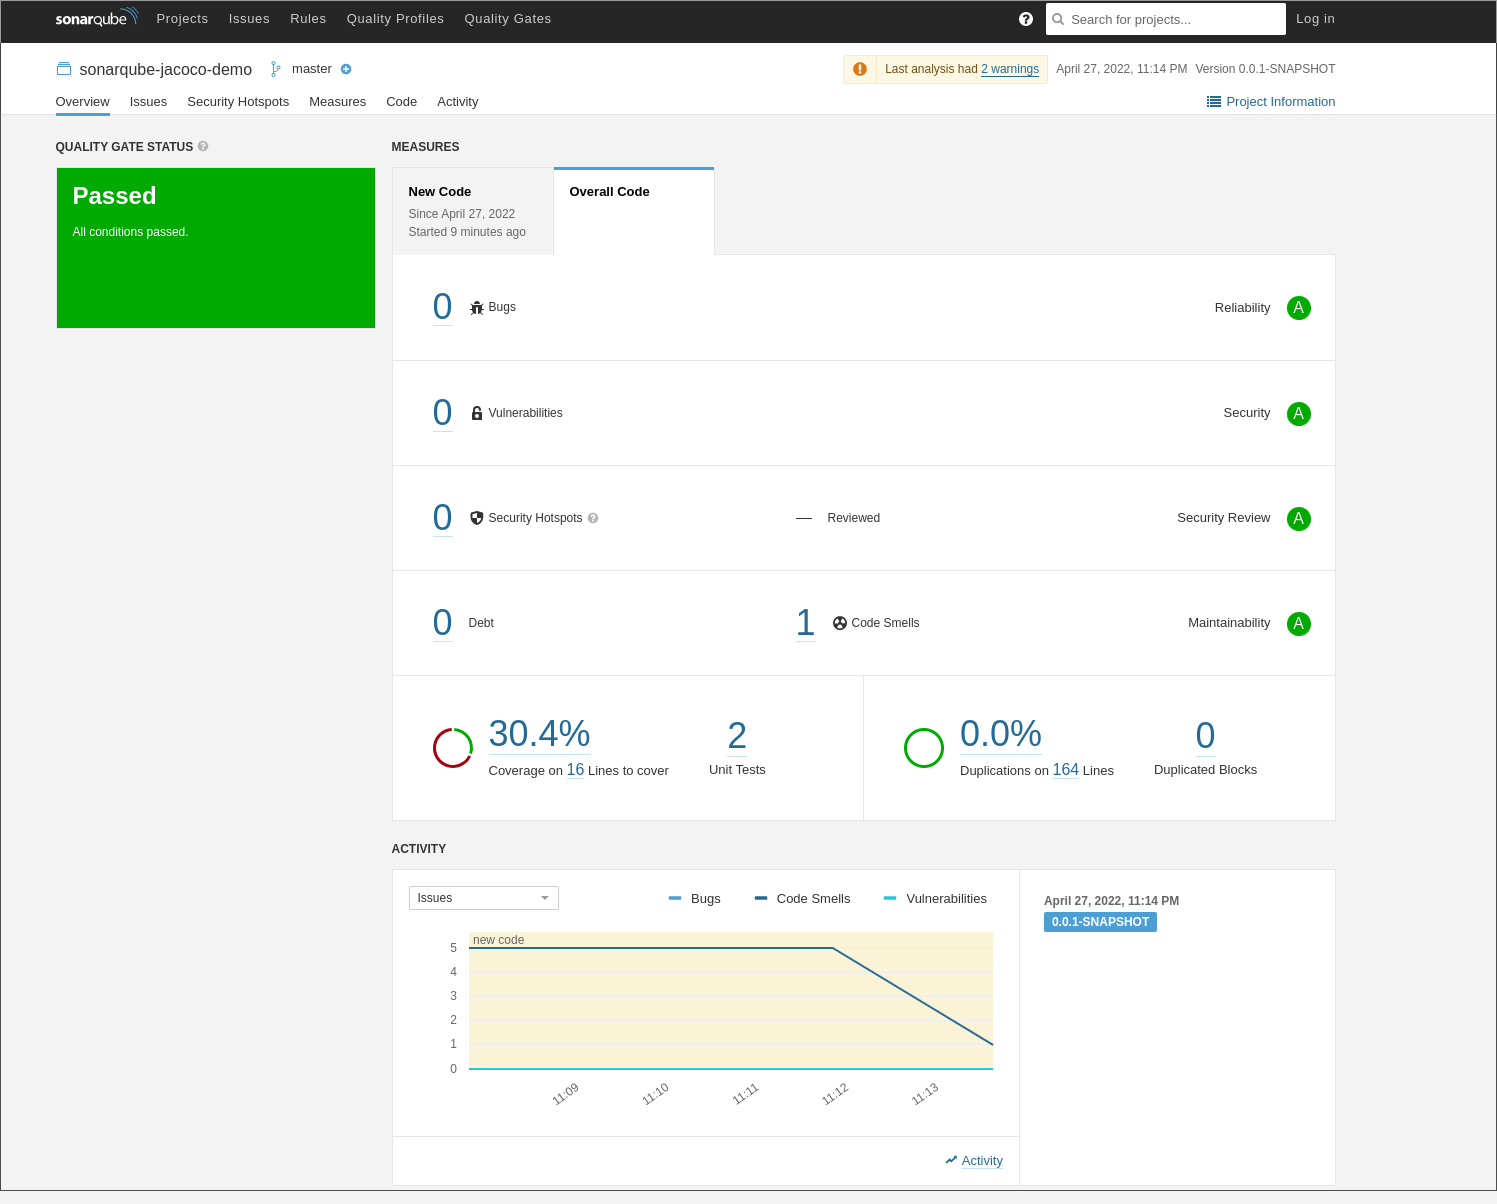 sonarqube Projects Issues Rules Quality Profiles Quality Gates Search for projects... Log in
sonarqube-jacoco-demo master Last analysis had 2 warnings April 27, 2022, 11:14 PM Version 0.0.1-SNAPSHOT
Overview Issues Security Hotspots Measures Code Activity Project Information
QUALITY GATE STATUS ?
Passed
All conditions passed.
MEASURES
New Code
Since April 27, 2022
Started 9 minutes ago
Overall Code
0 Bugs Reliability A
0 Vulnerabilities Security A
0 Security Hotspots ? — Reviewed Security Review A
0 Debt 1 Code Smells Maintainability A
30.4%
Coverage on 16 Lines to cover
2
Unit Tests
0.0%
Duplications on 164 Lines
0
Duplicated Blocks
ACTIVITY
Issues Bugs Code Smells Vulnerabilities
new code
5
4
3
2
1
0
11:09 11:10 11:11 11:12 11:13
Activity
April 27, 2022, 11:14 PM
0.0.1-SNAPSHOT